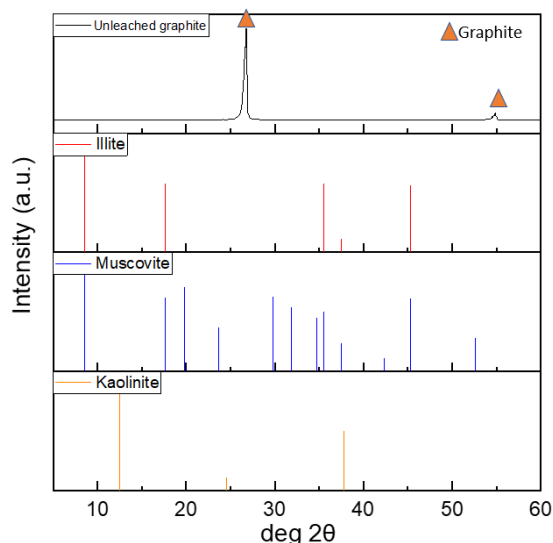 Unleached graphite
Graphite
Illite
Muscovite
Kaolinite
Intensity (a.u.)
10 20 30 40 50 60
deg 2θ